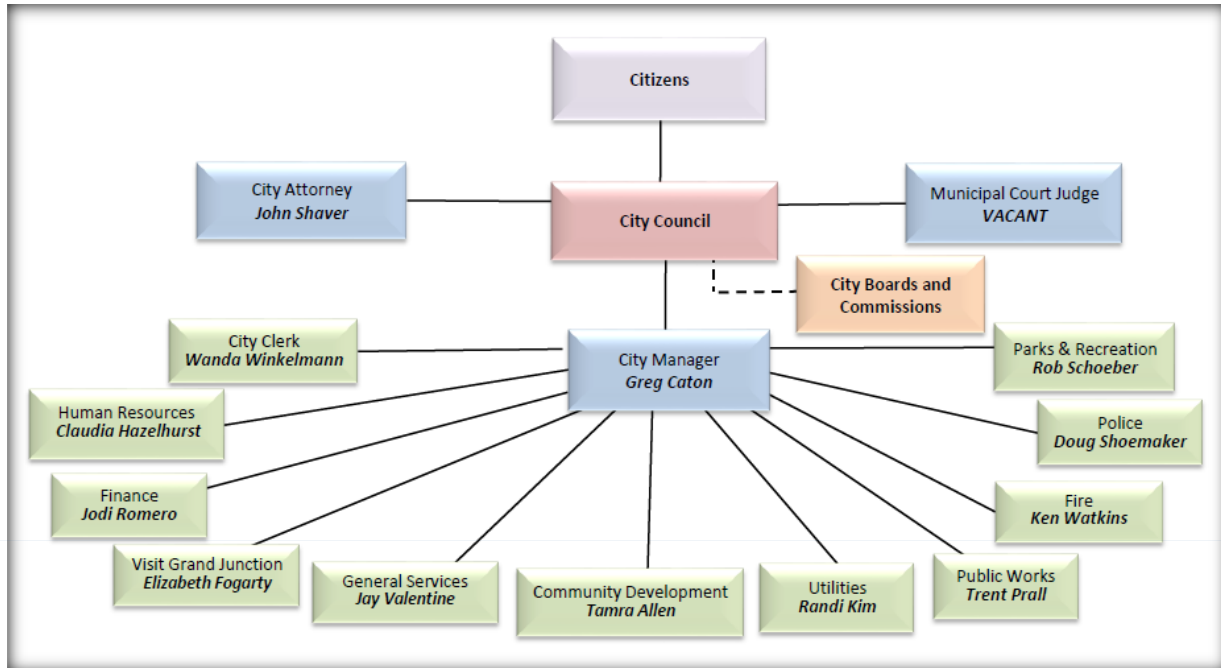 Citizens
City Attorney
John Shaver
City Council
Municipal Court Judge
VACANT
City Boards and
Commissions
City Clerk
Wanda Winkelmann
City Manager
Greg Caton
Parks & Recreation
Rob Schoeber
Human Resources
Claudia Hazelhurst
Police
Doug Shoemaker
Finance
Jodi Romero
Fire
Ken Watkins
Visit Grand Junction
Elizabeth Fogarty
General Services
Jay Valentine
Community Development
Tamra Allen
Utilities
Randi Kim
Public Works
Trent Prall